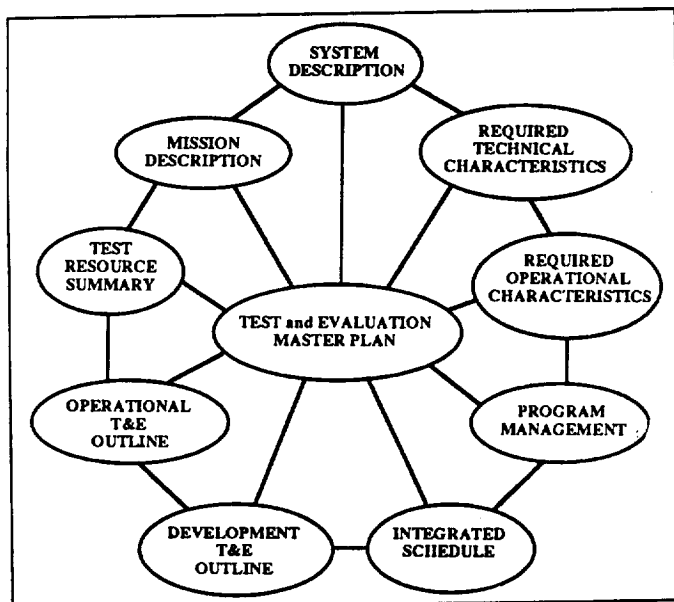 SYSTEM
DESCRIPTION
MISSION
DESCRIPTION
REQUIRED
TECHNICAL
CHARACTERISTICS
TEST
RESOURCE
SUMMARY
REQUIRED
OPERATIONAL
CHARACTERISTICS
TEST and EVALUATION
MASTER PLAN
OPERATIONAL
T&E
OUTLINE
PROGRAM
MANAGEMENT
DEVELOPMENT
T&E
OUTLINE
INTEGRATED
SCHEDULE